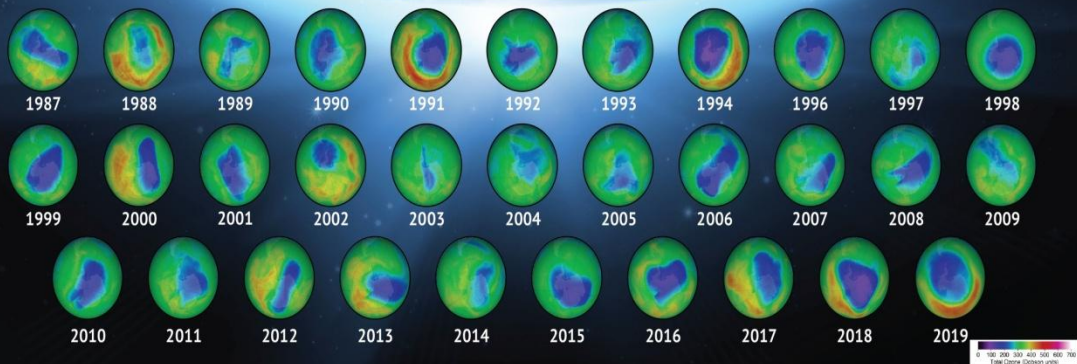 1987 1988 1989 1990 1991 1992 1993 1994 1996 1997 1998
1999 2000 2001 2002 2003 2004 2005 2006 2007 2008 2009
2010 2011 2012 2013 2014 2015 2016 2017 2018 2019
0 100 200 300 400 500 600 700
Total Ozone (Dobson units)